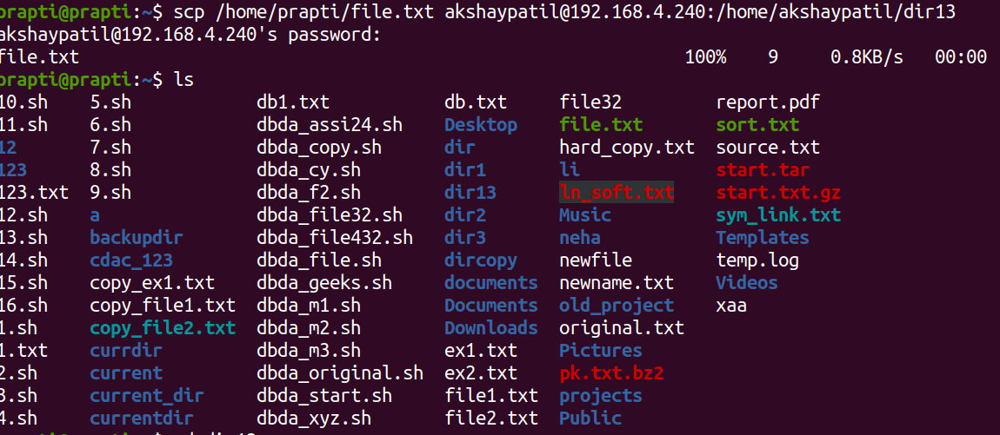 prapti@prapti:~$ scp /home/prapti/file.txt akshaypatil@192.168.4.240:/home/akshaypatil/dir13
akshaypatil@192.168.4.240's password:
file.txt 100% 9 0.8KB/s 00:00
prapti@prapti:~$ ls
10.sh 5.sh db1.txt db.txt file32 report.pdf
11.sh 6.sh dbda_assi24.sh Desktop file.txt sort.txt
12 7.sh dbda_copy.sh dir hard_copy.txt source.txt
123 8.sh dbda_cy.sh dir1 li start.tar
123.txt 9.sh dbda_f2.sh dir13 ln_soft.txt start.txt.gz
12.sh a dbda_file32.sh dir2 Music sym_link.txt
13.sh backupdir dbda_file432.sh dir3 neha Templates
14.sh cdac_123 dbda_file.sh dircopy newfile temp.log
15.sh copy_ex1.txt dbda_geeks.sh documents newname.txt Videos
16.sh copy_file1.txt dbda_m1.sh Documents old_project xaa
1.sh copy_file2.txt dbda_m2.sh Downloads original.txt
1.txt currdir dbda_m3.sh ex1.txt Pictures
2.sh current dbda_original.sh ex2.txt pk.txt.bz2
3.sh current_dir dbda_start.sh file1.txt projects
4.sh currentdir dbda_xyz.sh file2.txt Public